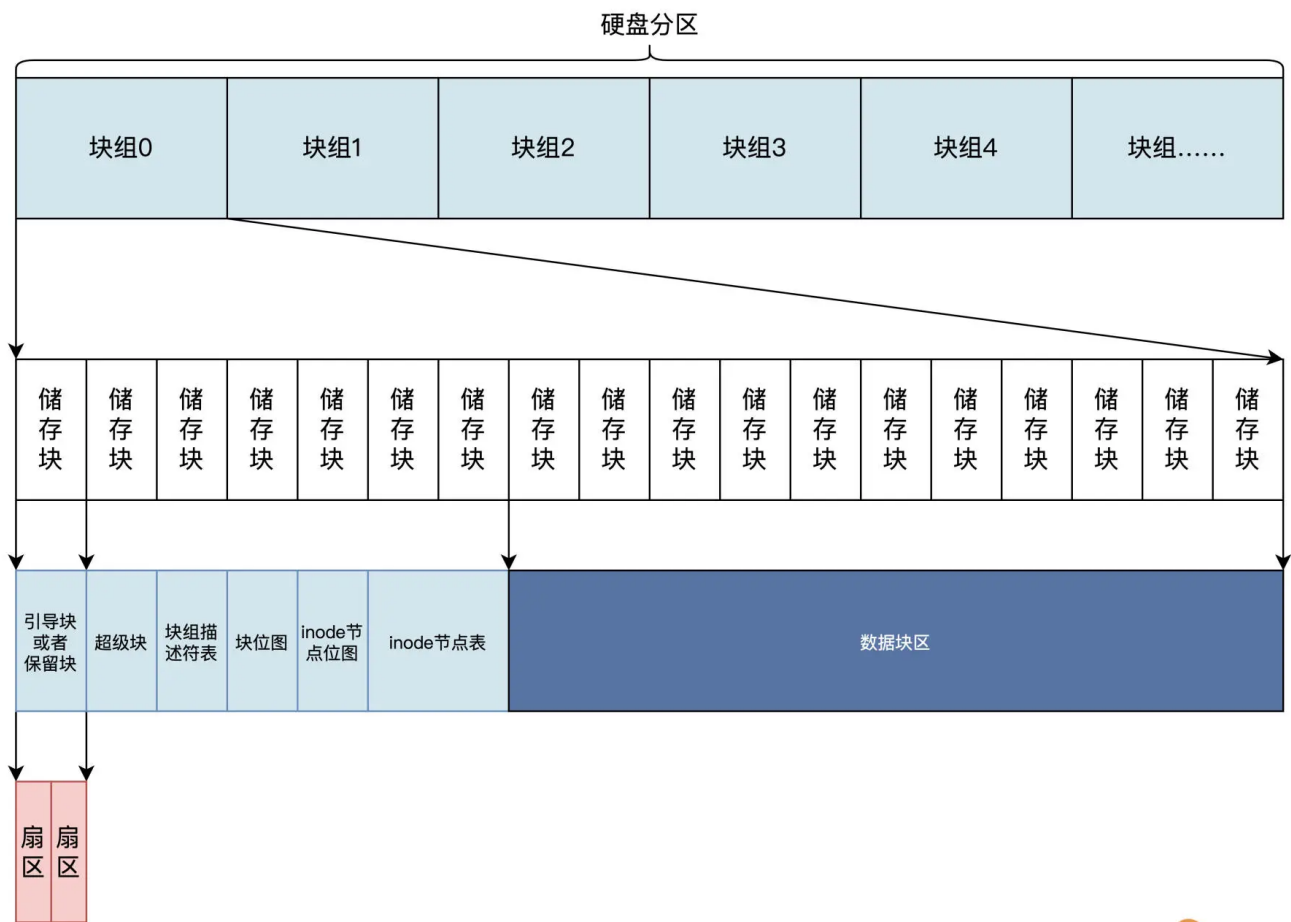 硬盘分区
块组0
块组1
块组2
块组3
块组4
块组……
储
存
块
储
存
块
储
存
块
储
存
块
储
存
块
储
存
块
储
存
块
储
存
块
储
存
块
储
存
块
储
存
块
储
存
块
储
存
块
储
存
块
储
存
块
储
存
块
储
存
块
储
存
块
引导块
或者
保留块
超级块
块组描
述符表
块位图
inode节
点位图
inode节点表
数据块区
扇
区
扇
区